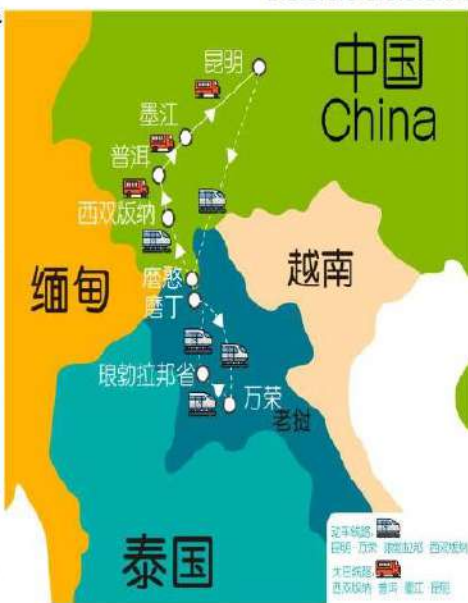 昆明
中国
China
墨江
普洱
西双版纳
缅甸
越南
磨憨
磨丁
琅勃拉邦省
万荣
老挝
泰国
动车线路:
昆明 万荣 琅勃拉邦 西双版纳
大巴线路:
西双版纳 普洱 墨江 昆明